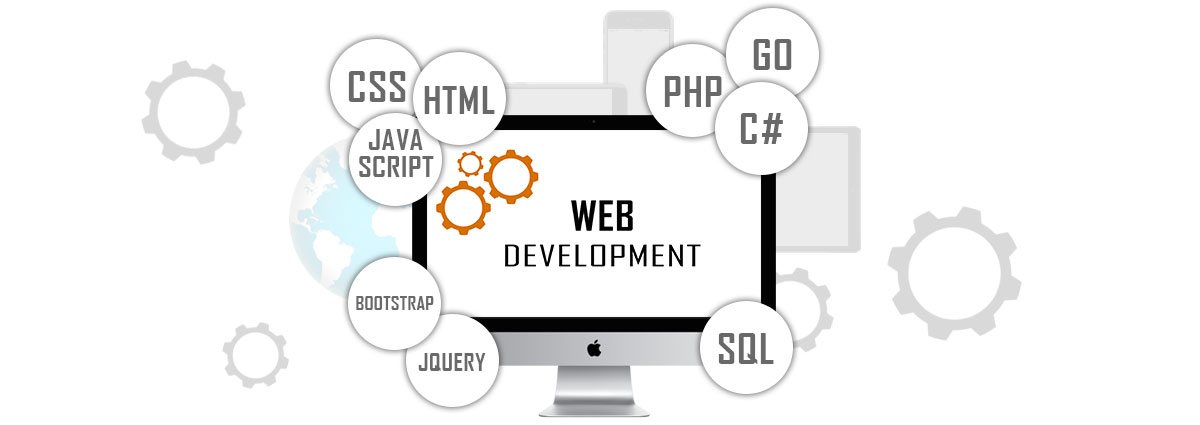 CSS
HTML
JAVA
SCRIPT
PHP
GO
C#
WEB
DEVELOPMENT
BOOTSTRAP
JQUERY
SQL